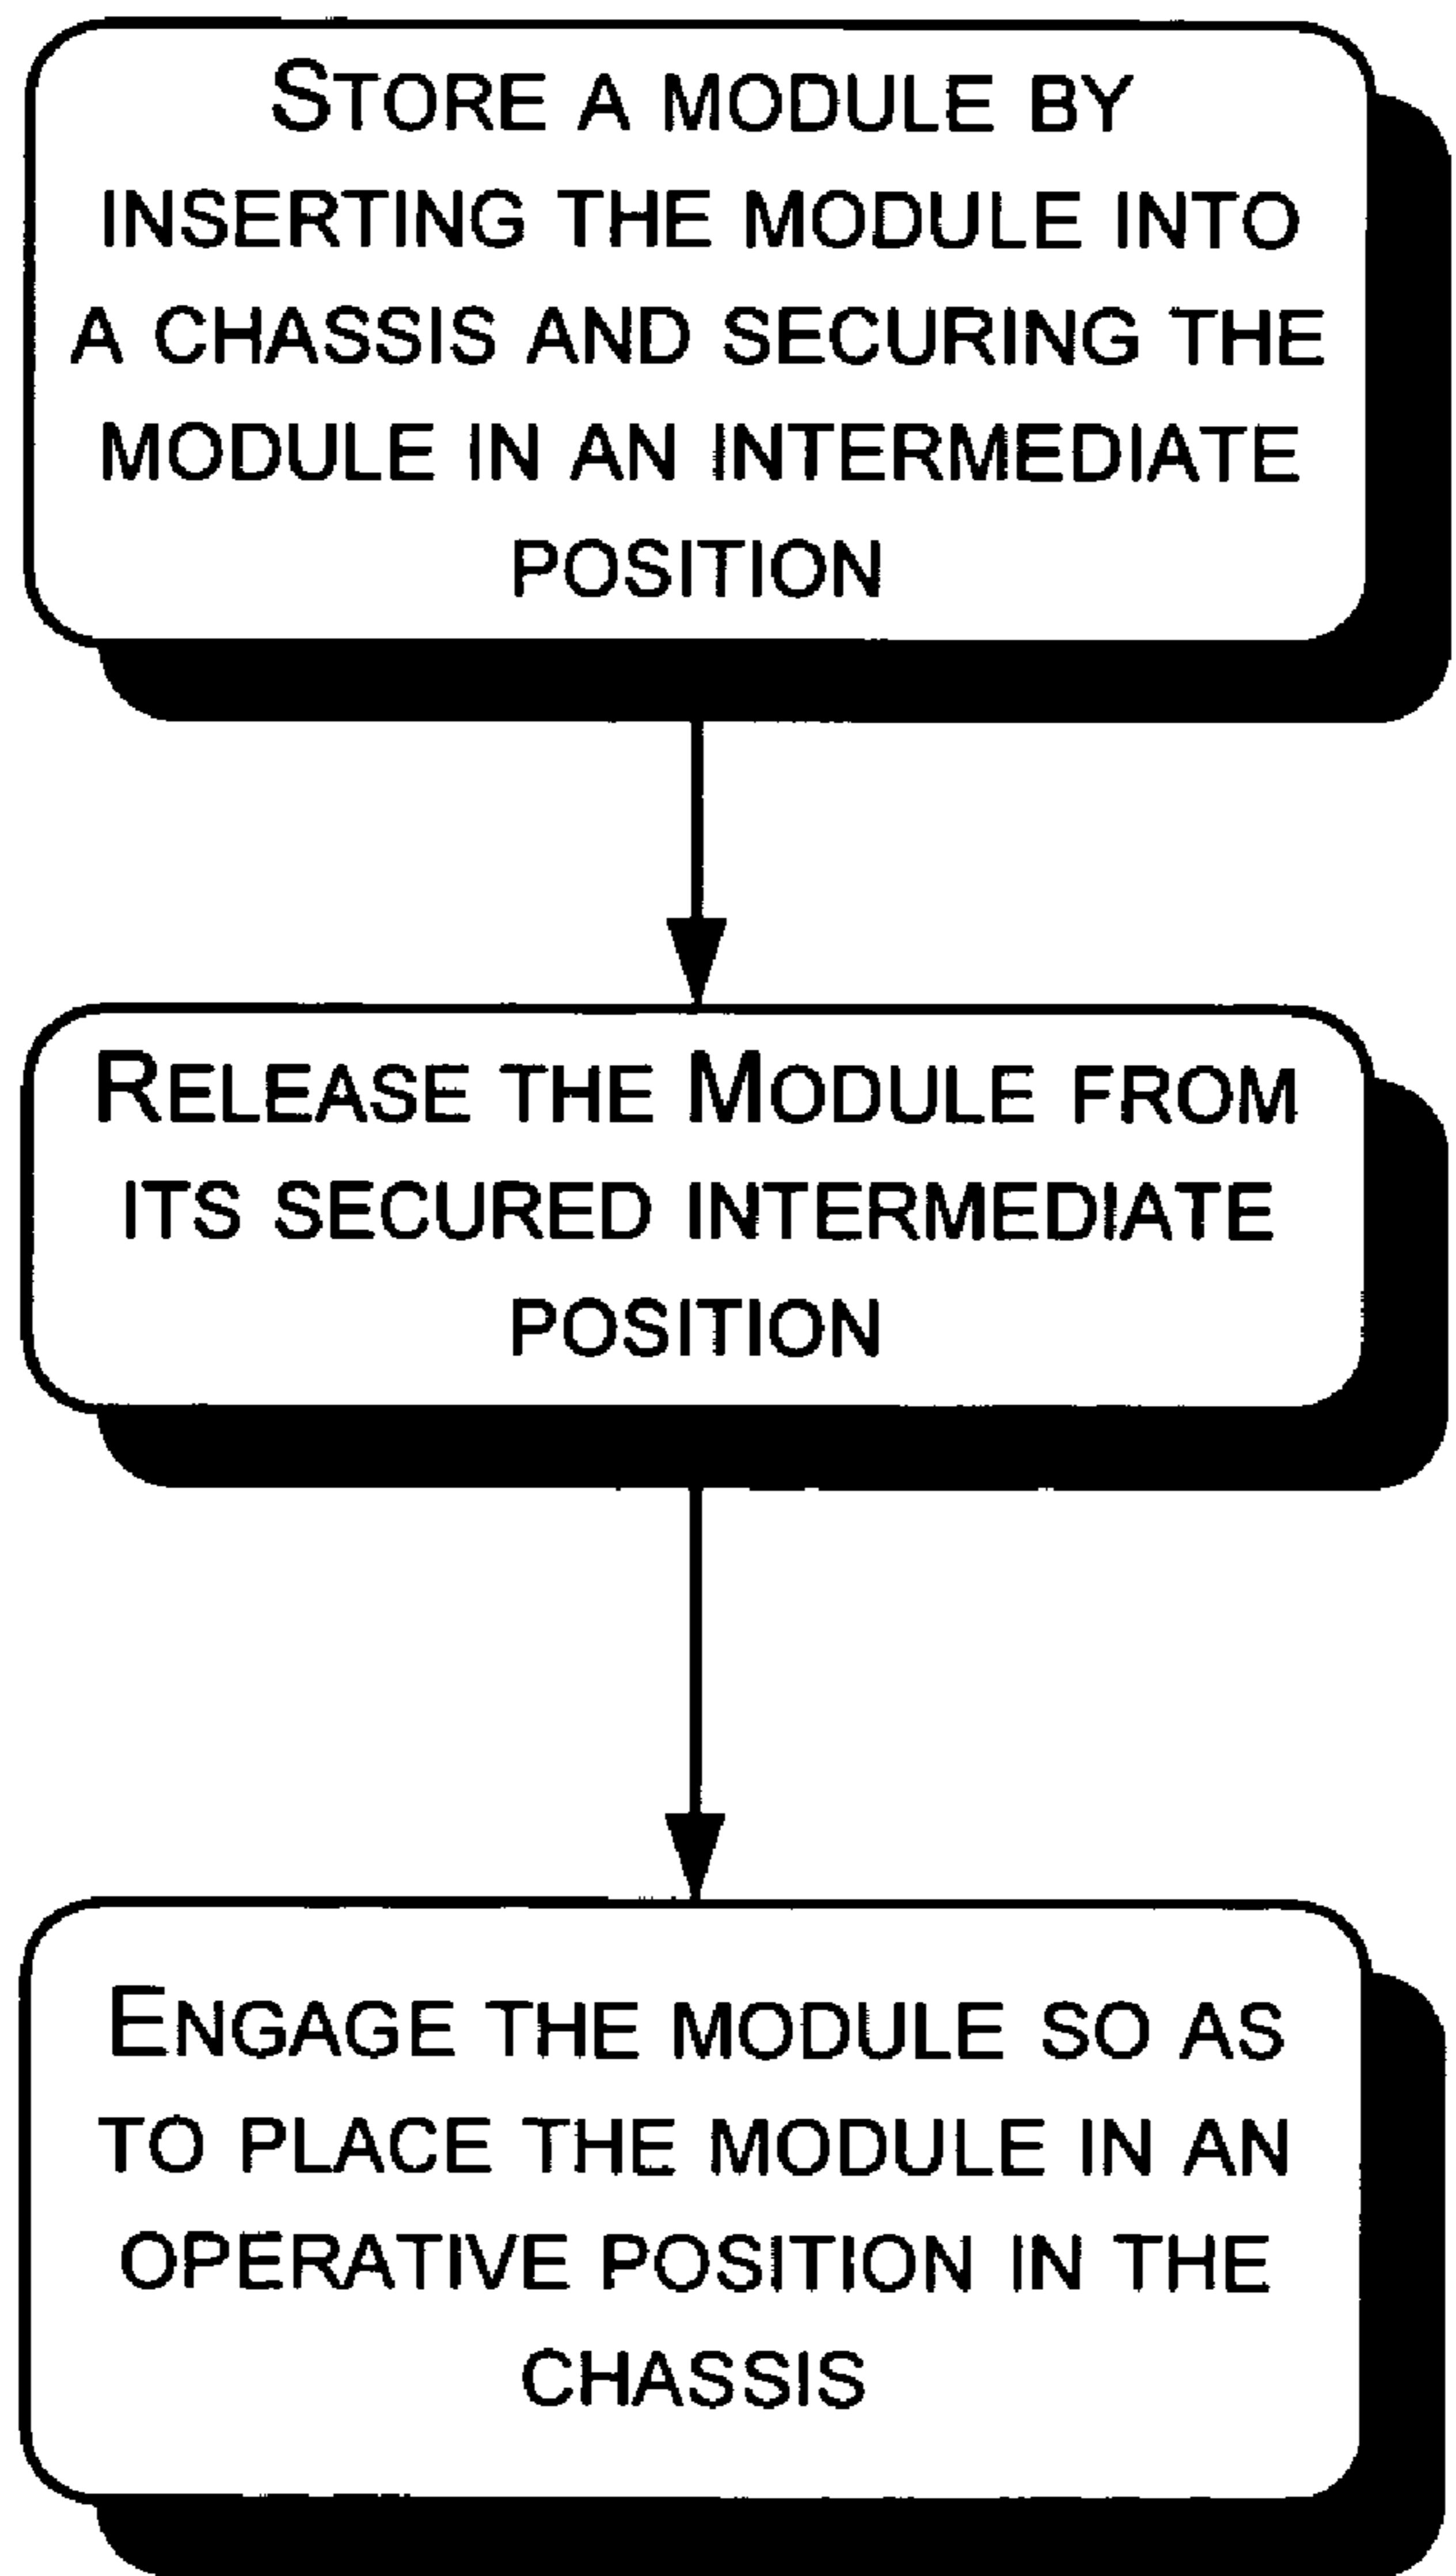 STORE A MODULE BY
INSERTING THE MODULE INTO
A CHASSIS AND SECURING THE
MODULE IN AN INTERMEDIATE
POSITION
RELEASE THE MODULE FROM
ITS SECURED INTERMEDIATE
POSITION
ENGAGE THE MODULE SO AS
TO PLACE THE MODULE IN AN
OPERATIVE POSITION IN THE
CHASSIS